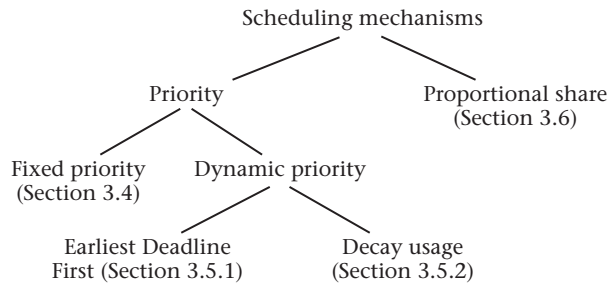 Scheduling mechanisms
Priority
Proportional share
(Section 3.6)
Fixed priority
(Section 3.4)
Dynamic priority
Earliest Deadline
First (Section 3.5.1)
Decay usage
(Section 3.5.2)